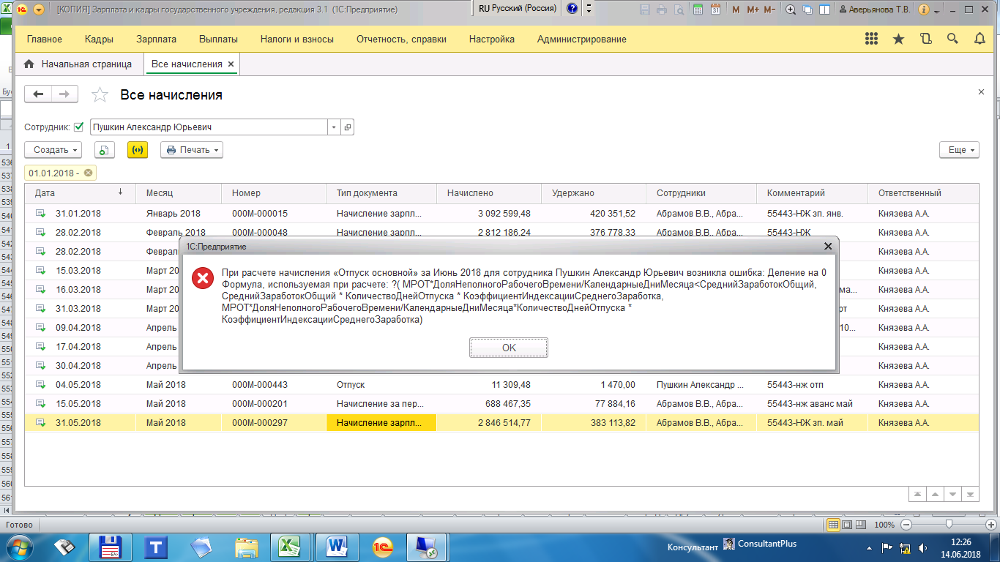 [КОПИЯ] Зарплата и кадры государственного учреждения, редакция 3.1 (1С:Предприятие)
RU Русский (Россия)
M M+ M-
Аверьянова Т.В.
Главное Кадры Зарплата Выплаты Налоги и взносы Отчетность, справки Настройка Администрирование
Начальная страница Все начисления
Все начисления
Сотрудник: Пушкин Александр Юрьевич
Создать Печать Еще
01.01.2018 -
Дата Месяц Номер Тип документа Начислено Удержано Сотрудники Комментарий Ответственный
31.01.2018 Январь 2018 000М-000015 Начисление зарпл... 3 092 599,48 420 351,52 Абрамов В.В., Абра... 55443-НЖ зп. янв. Князева А.А.
28.02.2018 Февраль 2018 000М-000048 Начисление зарпл... 2 812 186,24 376 778,33 Абрамов В.В., Абра... 55443-НЖ Князева А.А.
28.02.2018 Февра Князева А.А.
15.03.2018 Март 20 Князева А.А.
16.03.2018 Март 20 ма... Князева А.А.
31.03.2018 Март 20 рт Князева А.А.
09.04.2018 Апрель 10... Князева А.А.
17.04.2018 Апрель Князева А.А.
30.04.2018 Апрель Князева А.А.
04.05.2018 Май 2018 000М-000443 Отпуск 11 309,48 1 470,00 Пушкин Александр ... 55443-нж отп Князева А.А.
15.05.2018 Май 2018 000М-000201 Начисление за пер... 688 467,35 77 884,16 Абрамов В.В., Абра... 55443-нж аванс май Князева А.А.
31.05.2018 Май 2018 000М-000297 Начисление зарпл... 2 846 514,77 383 113,82 Абрамов В.В., Абра... 55443-НЖ зп. май Князева А.А.
1С:Предприятие
При расчете начисления «Отпуск основной» за Июнь 2018 для сотрудника Пушкин Александр Юрьевич возникла ошибка: Деление на 0
Формула, используемая при расчете: ?( МРОТ*ДоляНеполногоРабочегоВремени/КалендарныеДниМесяца<СреднийЗаработокОбщий,
СреднийЗаработокОбщий * КоличествоДнейОтпуска * КоэффициентИндексацииСреднегоЗаработка,
МРОТ*ДоляНеполногоРабочегоВремени/КалендарныеДниМесяца*КоличествоДнейОтпуска *
КоэффициентИндексацииСреднегоЗаработка)
OK
Готово 100%
Консультант ConsultantPlus
12:26
14.06.2018